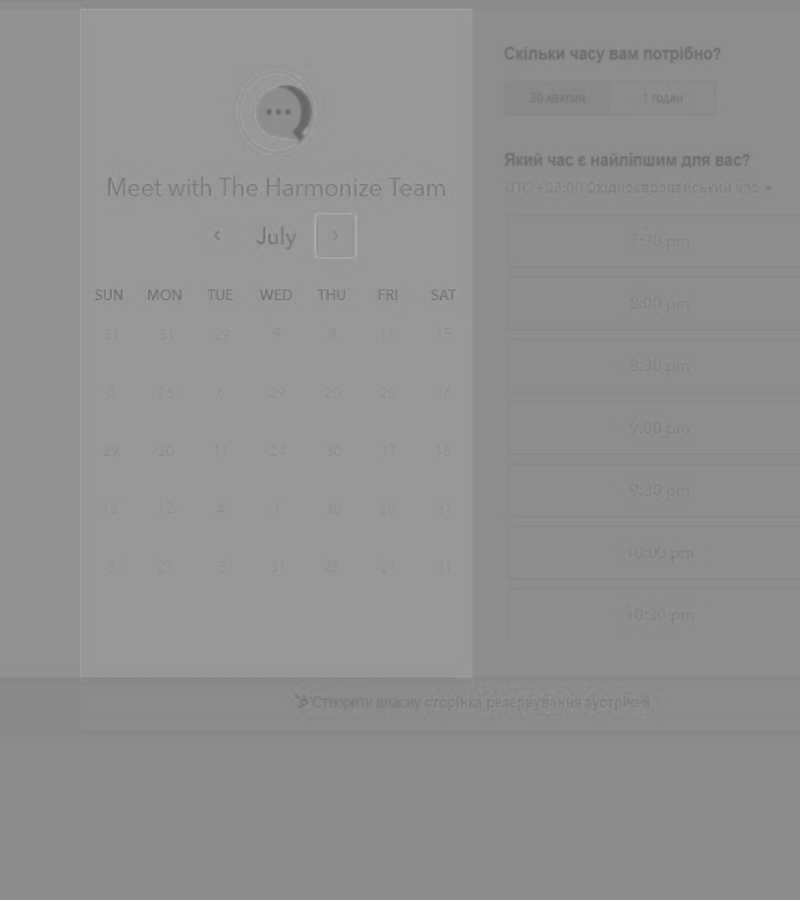 Meet with The Harmonize Team
July
SUN MON TUE WED THU FRI SAT
31 31 29 9 8 11 15
8 26 6 29 20 20 16
29 20 11 24 30 17 18
18 12 4 1 30 28 31
3 27 3 31 25 21 31
Скільки часу вам потрібно?
30 хвилин 1 годин
Який час є найліпшим для вас?
UTC +03:00 Східноєвропейський час
7:30 pm
8:00 pm
8:30 pm
9:00 pm
9:30 pm
10:00 pm
10:30 pm
Створити власну сторінка резервування зустрічей